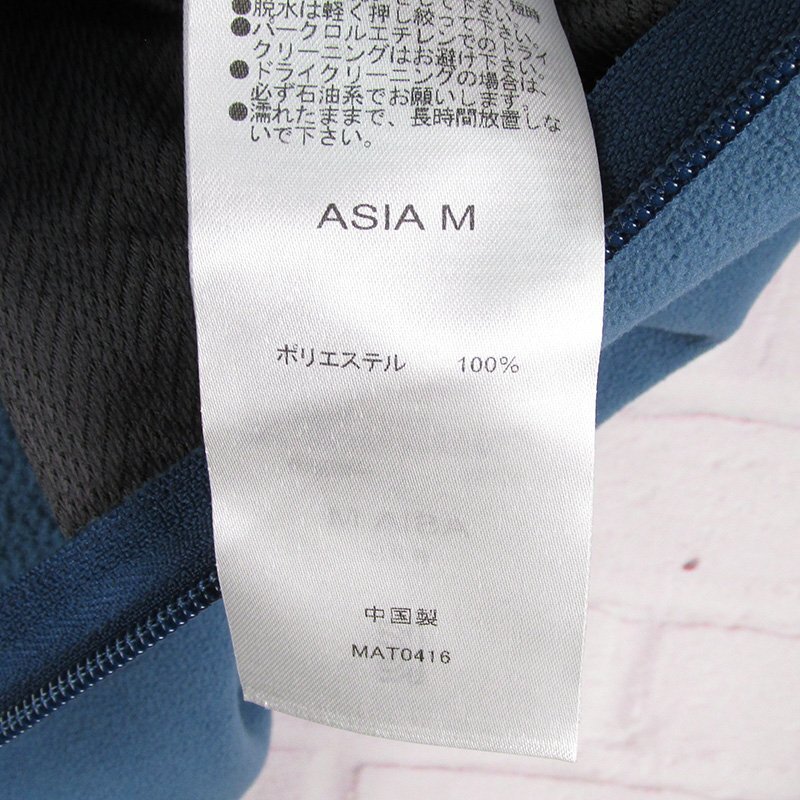 短時
●脱水は軽く押し絞って下さい。
●パークロルエチレンでのドライ
クリーニングはお避け下さい。
●ドライクリーニングの場合は、
必ず石油系でお願いします。
●濡れたままで、長時間放置しな
いで下さい。
ASIA M
ポリエステル 100%
中国製
MAT0416